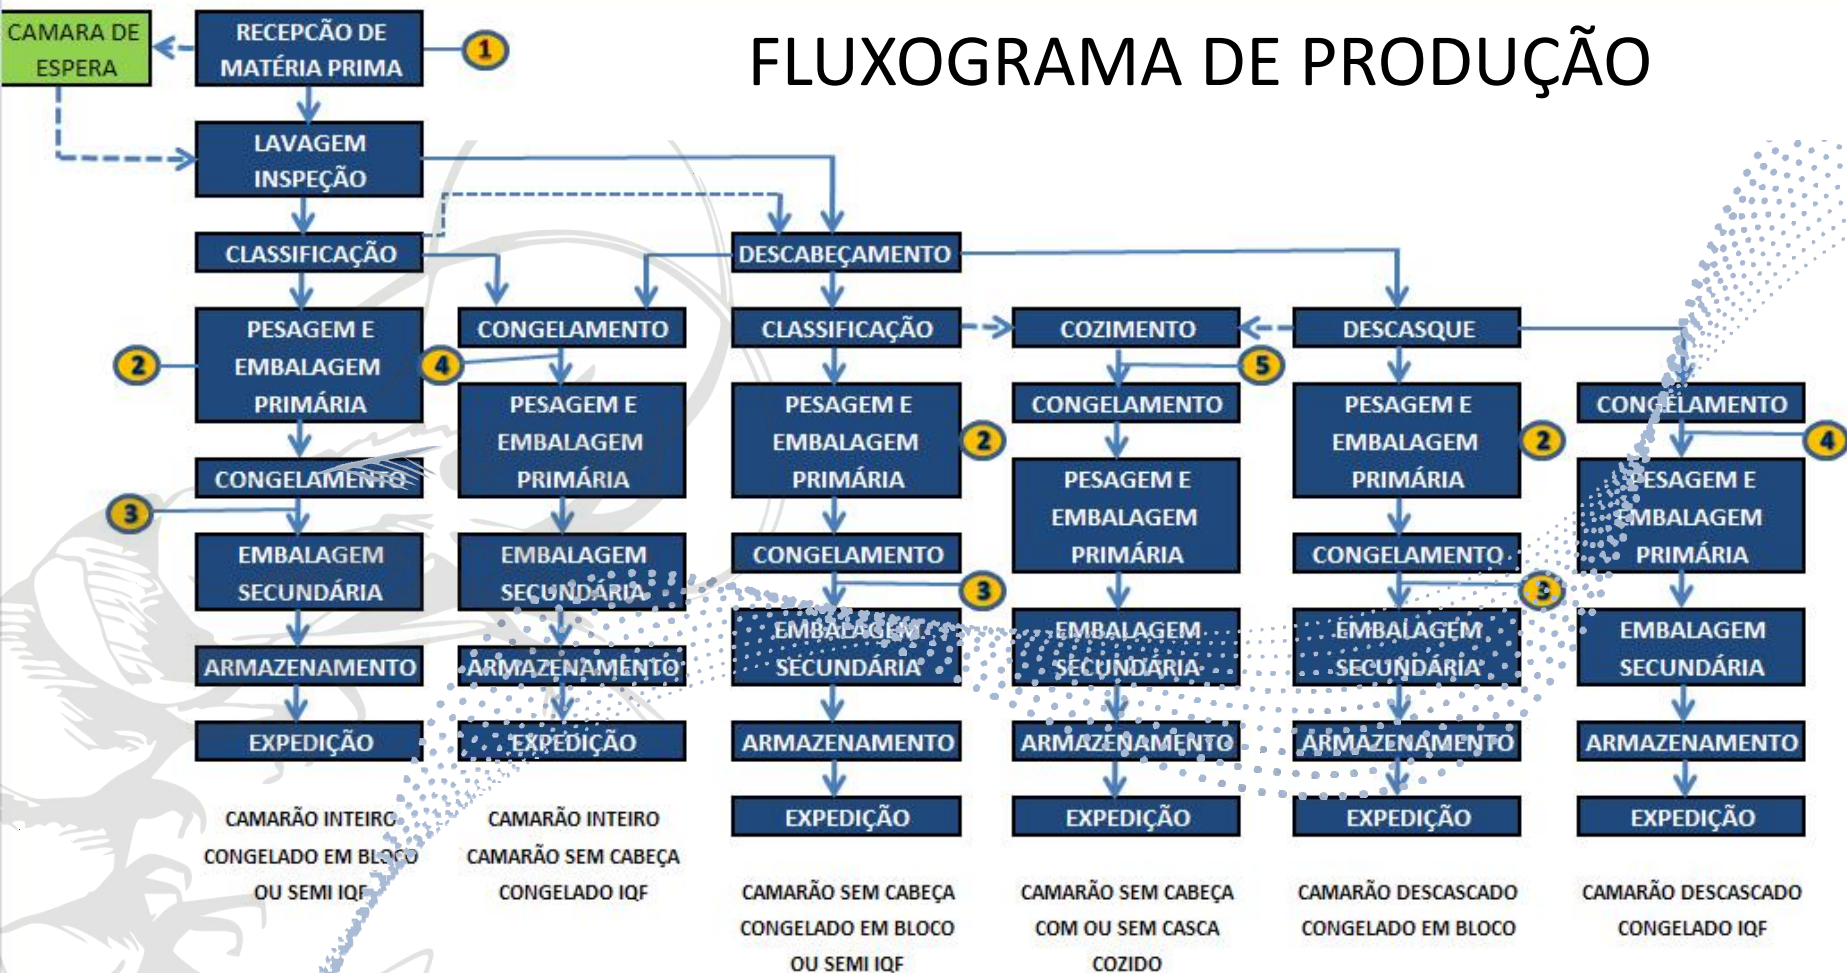 FLUXOGRAMA DE PRODUÇÃO
CAMARA DE
ESPERA
RECEPCÃO DE
MATÉRIA PRIMA
1
LAVAGEM
INSPEÇÃO
CLASSIFICAÇÃO
PESAGEM E
EMBALAGEM
PRIMÁRIA
2
CONGELAMENTO
3
EMBALAGEM
SECUNDÁRIA
ARMAZENAMENTO
EXPEDIÇÃO
CAMARÃO INTEIRO
CONGELADO EM BLOCO
OU SEMI IQF
CONGELAMENTO
4
PESAGEM E
EMBALAGEM
PRIMÁRIA
EMBALAGEM
SECUNDÁRIA
ARMAZENAMENTO
EXPEDIÇÃO
CAMARÃO INTEIRO
CAMARÃO SEM CABEÇA
CONGELADO IQF
DESCABEÇAMENTO
CLASSIFICAÇÃO
PESAGEM E
EMBALAGEM
PRIMÁRIA
2
CONGELAMENTO
3
EMBALAGEM
SECUNDÁRIA
ARMAZENAMENTO
EXPEDIÇÃO
CAMARÃO SEM CABEÇA
CONGELADO EM BLOCO
OU SEMI IQF
COZIMENTO
5
CONGELAMENTO
PESAGEM E
EMBALAGEM
PRIMÁRIA
EMBALAGEM
SECUNDÁRIA
ARMAZENAMENTO
EXPEDIÇÃO
CAMARÃO SEM CABEÇA
COM OU SEM CASCA
COZIDO
DESCASQUE
PESAGEM E
EMBALAGEM
PRIMÁRIA
2
CONGELAMENTO
3
EMBALAGEM
SECUNDÁRIA
ARMAZENAMENTO
EXPEDIÇÃO
CAMARÃO DESCASCADO
CONGELADO EM BLOCO
CONGELAMENTO
4
PESAGEM E
EMBALAGEM
PRIMÁRIA
EMBALAGEM
SECUNDÁRIA
ARMAZENAMENTO
EXPEDIÇÃO
CAMARÃO DESCASCADO
CONGELADO IQF